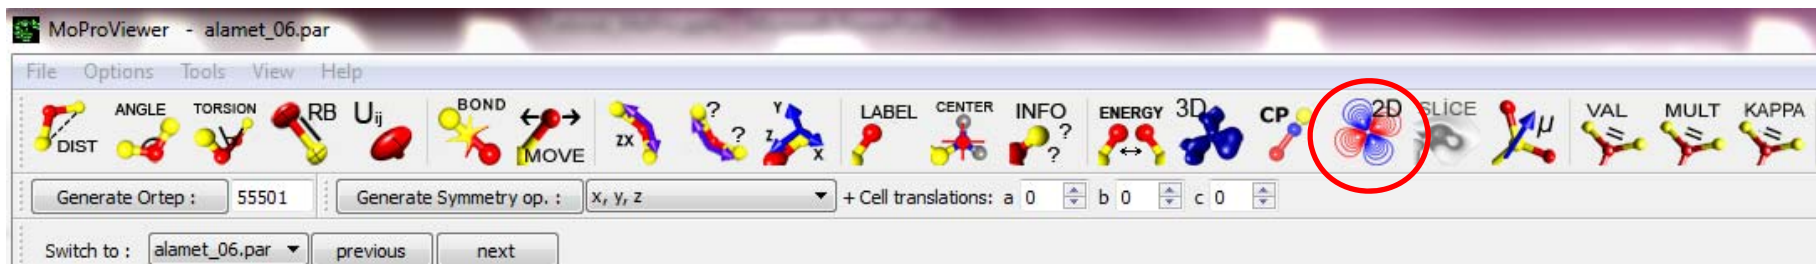 MoProViewer - alamet_06.par
File Options Tools View Help
DIST ANGLE TORSION RB Uij BOND MOVE ZX ? ? Y Z X LABEL CENTER INFO ? ? ENERGY 3D CP 2D SLİCE μ VAL MULT KAPPA
Generate Ortep : 55501 Generate Symmetry op. : x, y, z + Cell translations: a 0 b 0 c 0
Switch to : alamet_06.par previous next